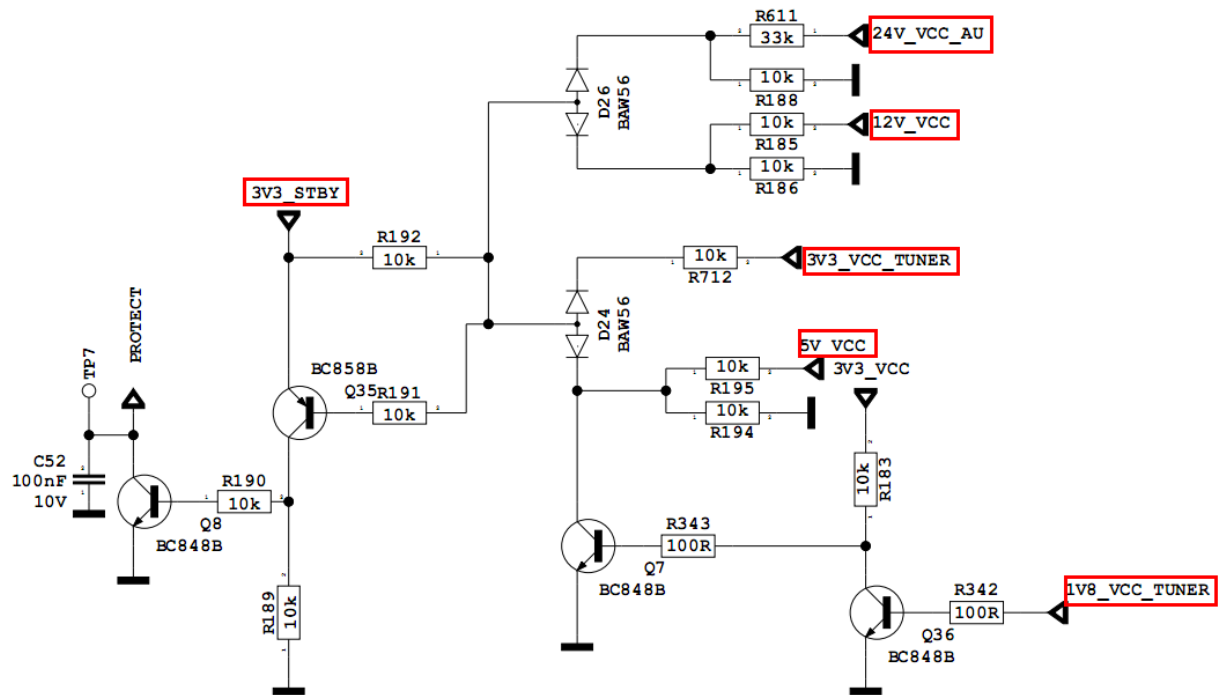 R611
33k
24V_VCC_AU
10k
R188
D26
BAW56
12V_VCC
10k
R185
10k
R186
3V3_STBY
R192
10k
10k
R712
3V3_VCC_TUNER
D24
BAW56
5V_VCC
3V3_VCC
10k
R195
10k
R194
PROTECT
TP7
BC858B
Q35
R191
10k
C52
100nF
10V
R190
10k
Q8
BC848B
10k
R183
R343
100R
Q7
BC848B
R189
10k
R342
100R
1V8_VCC_TUNER
Q36
BC848B